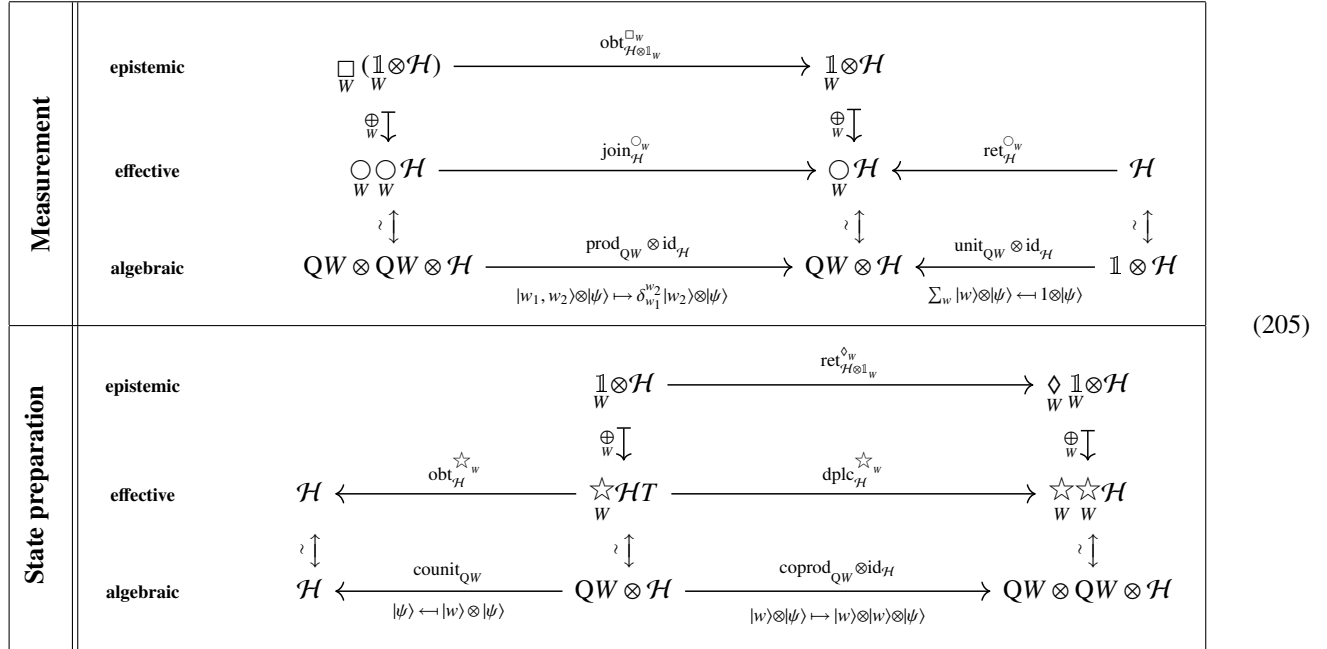 obt^{□_W}_{ℋ⊗𝟙_W}
epistemic □_W (𝟙_W ⊗ ℋ) ⟶ 𝟙_W ⊗ ℋ
⊕_W ↧ ⊕_W ↧
join^{○_W}_ℋ ret^{○_W}_ℋ
effective ○_W ○_W ℋ ⟶ ○_W ℋ ⟵ ℋ
≀ ↕ ≀ ↕ ≀ ↕
prod_{QW} ⊗ id_ℋ unit_{QW} ⊗ id_ℋ
algebraic QW ⊗ QW ⊗ ℋ ⟶ QW ⊗ ℋ ⟵ 𝟙 ⊗ ℋ
|w_1, w_2⟩⊗|ψ⟩ ↦ δ^{w_2}_{w_1} |w_2⟩⊗|ψ⟩ ∑_w |w⟩⊗|ψ⟩ ↤ 1⊗|ψ⟩
Measurement
(205)
ret^{◊_W}_{ℋ⊗𝟙_W}
epistemic 𝟙_W ⊗ ℋ ⟶ ◊_W 𝟙_W ⊗ ℋ
⊕_W ↧ ⊕_W ↧
obt^{☆_W}_ℋ dplc^{☆_W}_ℋ
effective ℋ ⟵ ☆_W ℋT ⟶ ☆_W ☆_W ℋ
≀ ↕ ≀ ↕ ≀ ↕
counit_{QW} coprod_{QW} ⊗ id_ℋ
algebraic ℋ ⟵ QW ⊗ ℋ ⟶ QW ⊗ QW ⊗ ℋ
|ψ⟩ ↤ |w⟩ ⊗ |ψ⟩ |w⟩⊗|ψ⟩ ↦ |w⟩⊗|w⟩⊗|ψ⟩
State preparation